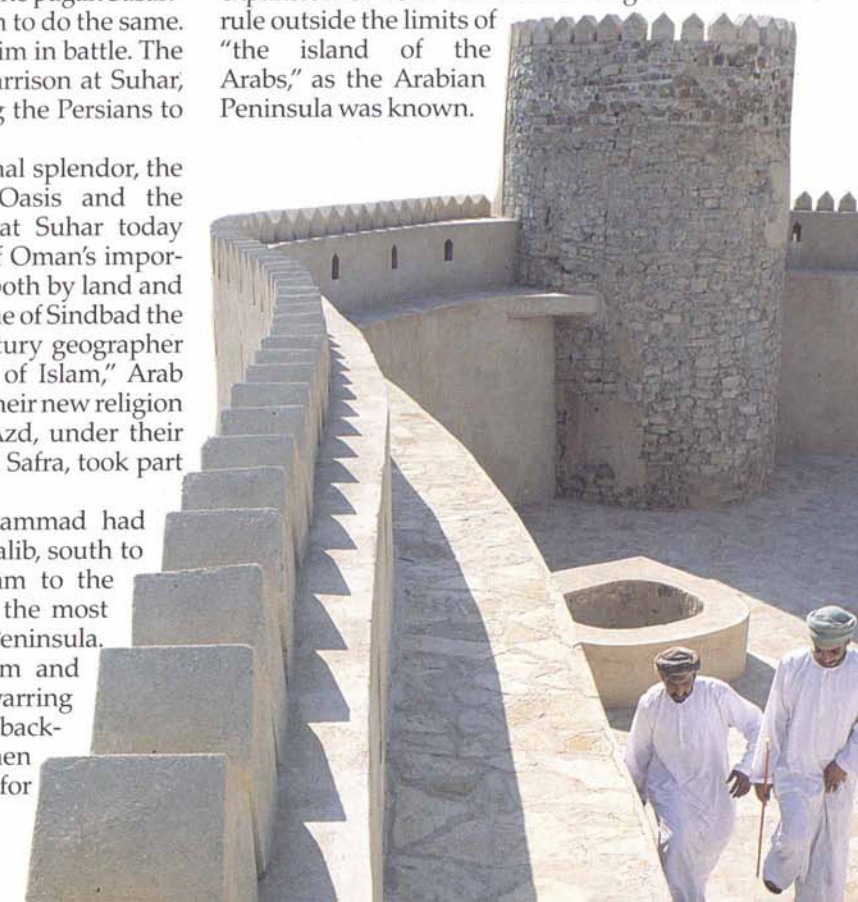 n to do the same.
im in battle. The
arrison at Suhar,
g the Persians to
nal splendor, the
Oasis and the
at Suhar today
f Oman's impor-
both by land and
e of Sindbad the
tury geographer
of Islam," Arab
heir new religion
Azd, under their
Safra, took part
ammad had
alib, south to
am to the
the most
eninsula.
m and
warring
back-
nen
for
rule outside the limits of
"the island of the
Arabs," as the Arabian
Peninsula was known.